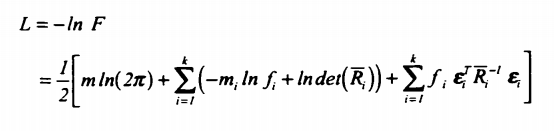 L = -ln F
= 1/2 [ m ln(2π) + ∑_{i=1}^{k} (-m_i ln f_i + ln det(R̅_i)) + ∑_{i=1}^{k} f_i ε_i^T R̅_i^{-1} ε_i ]